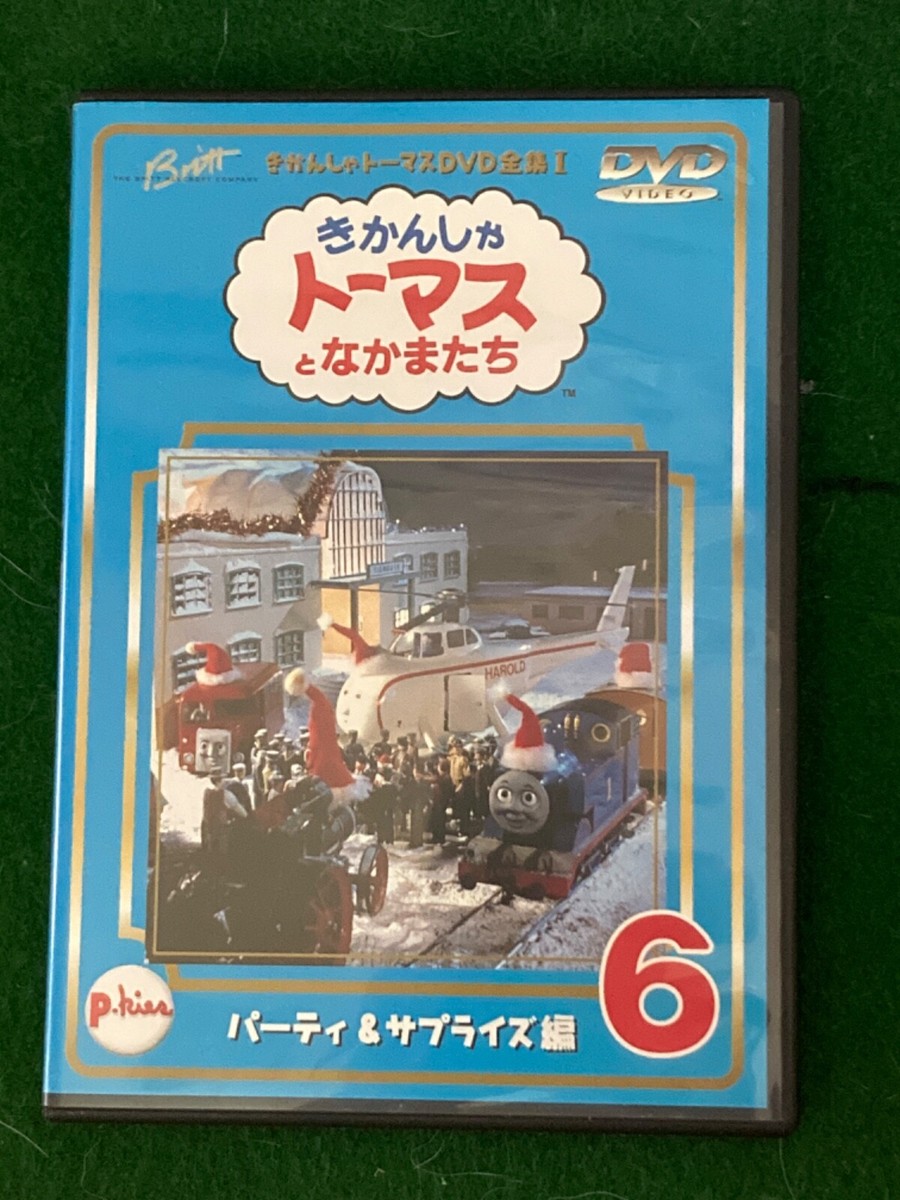 Britt
THE BRITT ALLCROFT COMPANY
きかんしゃトーマスDVD全集I
DVD
VIDEO
きかんしゃ
トーマス
となかまたち
TM
HAROLD
1
6
p.kies
パーティ&サプライズ編